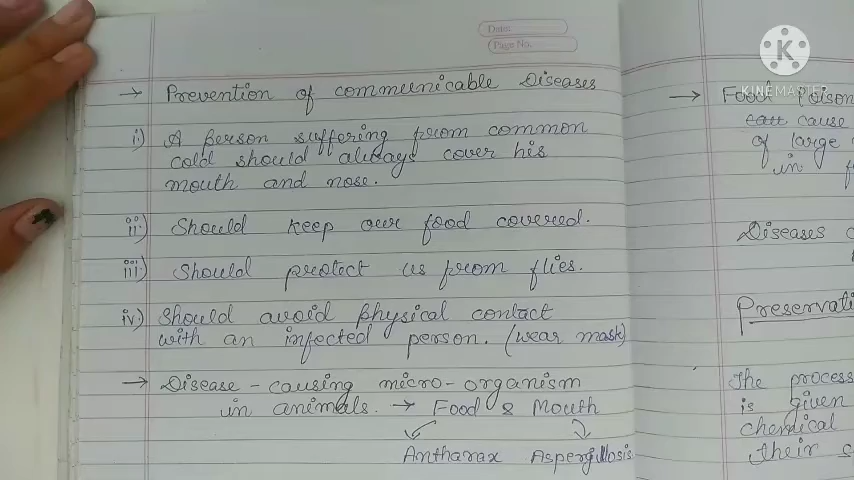 Date:
Page No.
KINEMASTER
→ Prevention of communicable Diseases
i) A person suffering from common
cold should always cover his
mouth and nose.
ii) Should keep our food covered.
iii) Should protect us from flies.
iv) Should avoid physical contact
with an infected person. (wear mask)
→ Disease-causing micro-organism
in animals. → Food & Mouth
Antharax Aspergillosis.
→ Food Poison
cause
of large
in
Diseases
Preservati
The process
is given
chemical
their